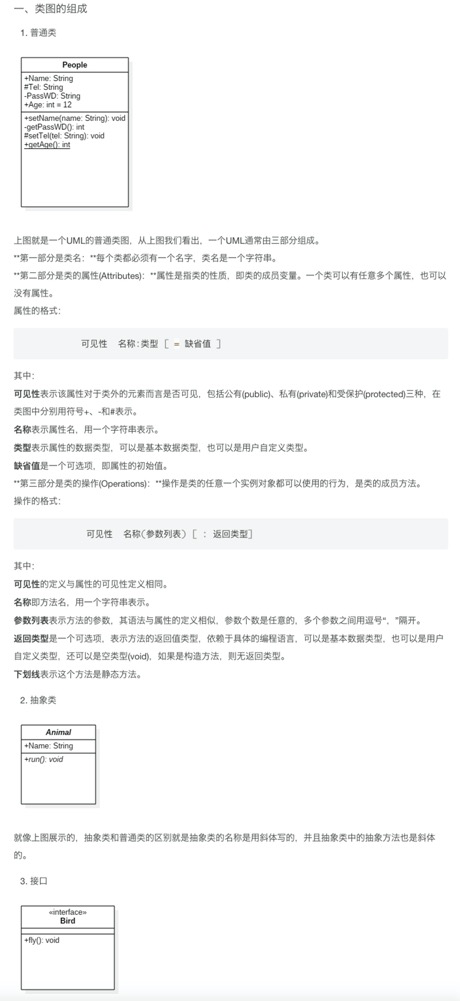 一、类图的组成
1. 普通类
People
+Name: String
#Tel: String
-PassWD: String
+Age: int = 12
+setName(name: String): void
-getPassWD(): int
#setTel(tel: String): void
+getAge(): int
上图就是一个UML的普通类图，从上图我们看出，一个UML通常由三部分组成。
**第一部分是类名：**每个类都必须有一个名字，类名是一个字符串。
**第二部分是类的属性(Attributes)：**属性是指类的性质，即类的成员变量。一个类可以有任意多个属性，也可以
没有属性。
属性的格式：
可见性 名称:类型 [ = 缺省值 ]
其中：
可见性表示该属性对于类外的元素而言是否可见，包括公有(public)、私有(private)和受保护(protected)三种，在
类图中分别用符号+、-和#表示。
名称表示属性名，用一个字符串表示。
类型表示属性的数据类型，可以是基本数据类型，也可以是用户自定义类型。
缺省值是一个可选项，即属性的初始值。
**第三部分是类的操作(Operations)：**操作是类的任意一个实例对象都可以使用的行为，是类的成员方法。
操作的格式：
可见性 名称(参数列表) [ : 返回类型]
其中：
可见性的定义与属性的可见性定义相同。
名称即方法名，用一个字符串表示。
参数列表表示方法的参数，其语法与属性的定义相似，参数个数是任意的，多个参数之间用逗号“，”隔开。
返回类型是一个可选项，表示方法的返回值类型，依赖于具体的编程语言，可以是基本数据类型，也可以是用户
自定义类型，还可以是空类型(void)，如果是构造方法，则无返回类型。
下划线表示这个方法是静态方法。
2. 抽象类
Animal
+Name: String
+run(): void
就像上图展示的，抽象类和普通类的区别就是抽象类的名称是用斜体写的，并且抽象类中的抽象方法也是斜体
的。
3. 接口
«interface»
Bird
+fly(): void